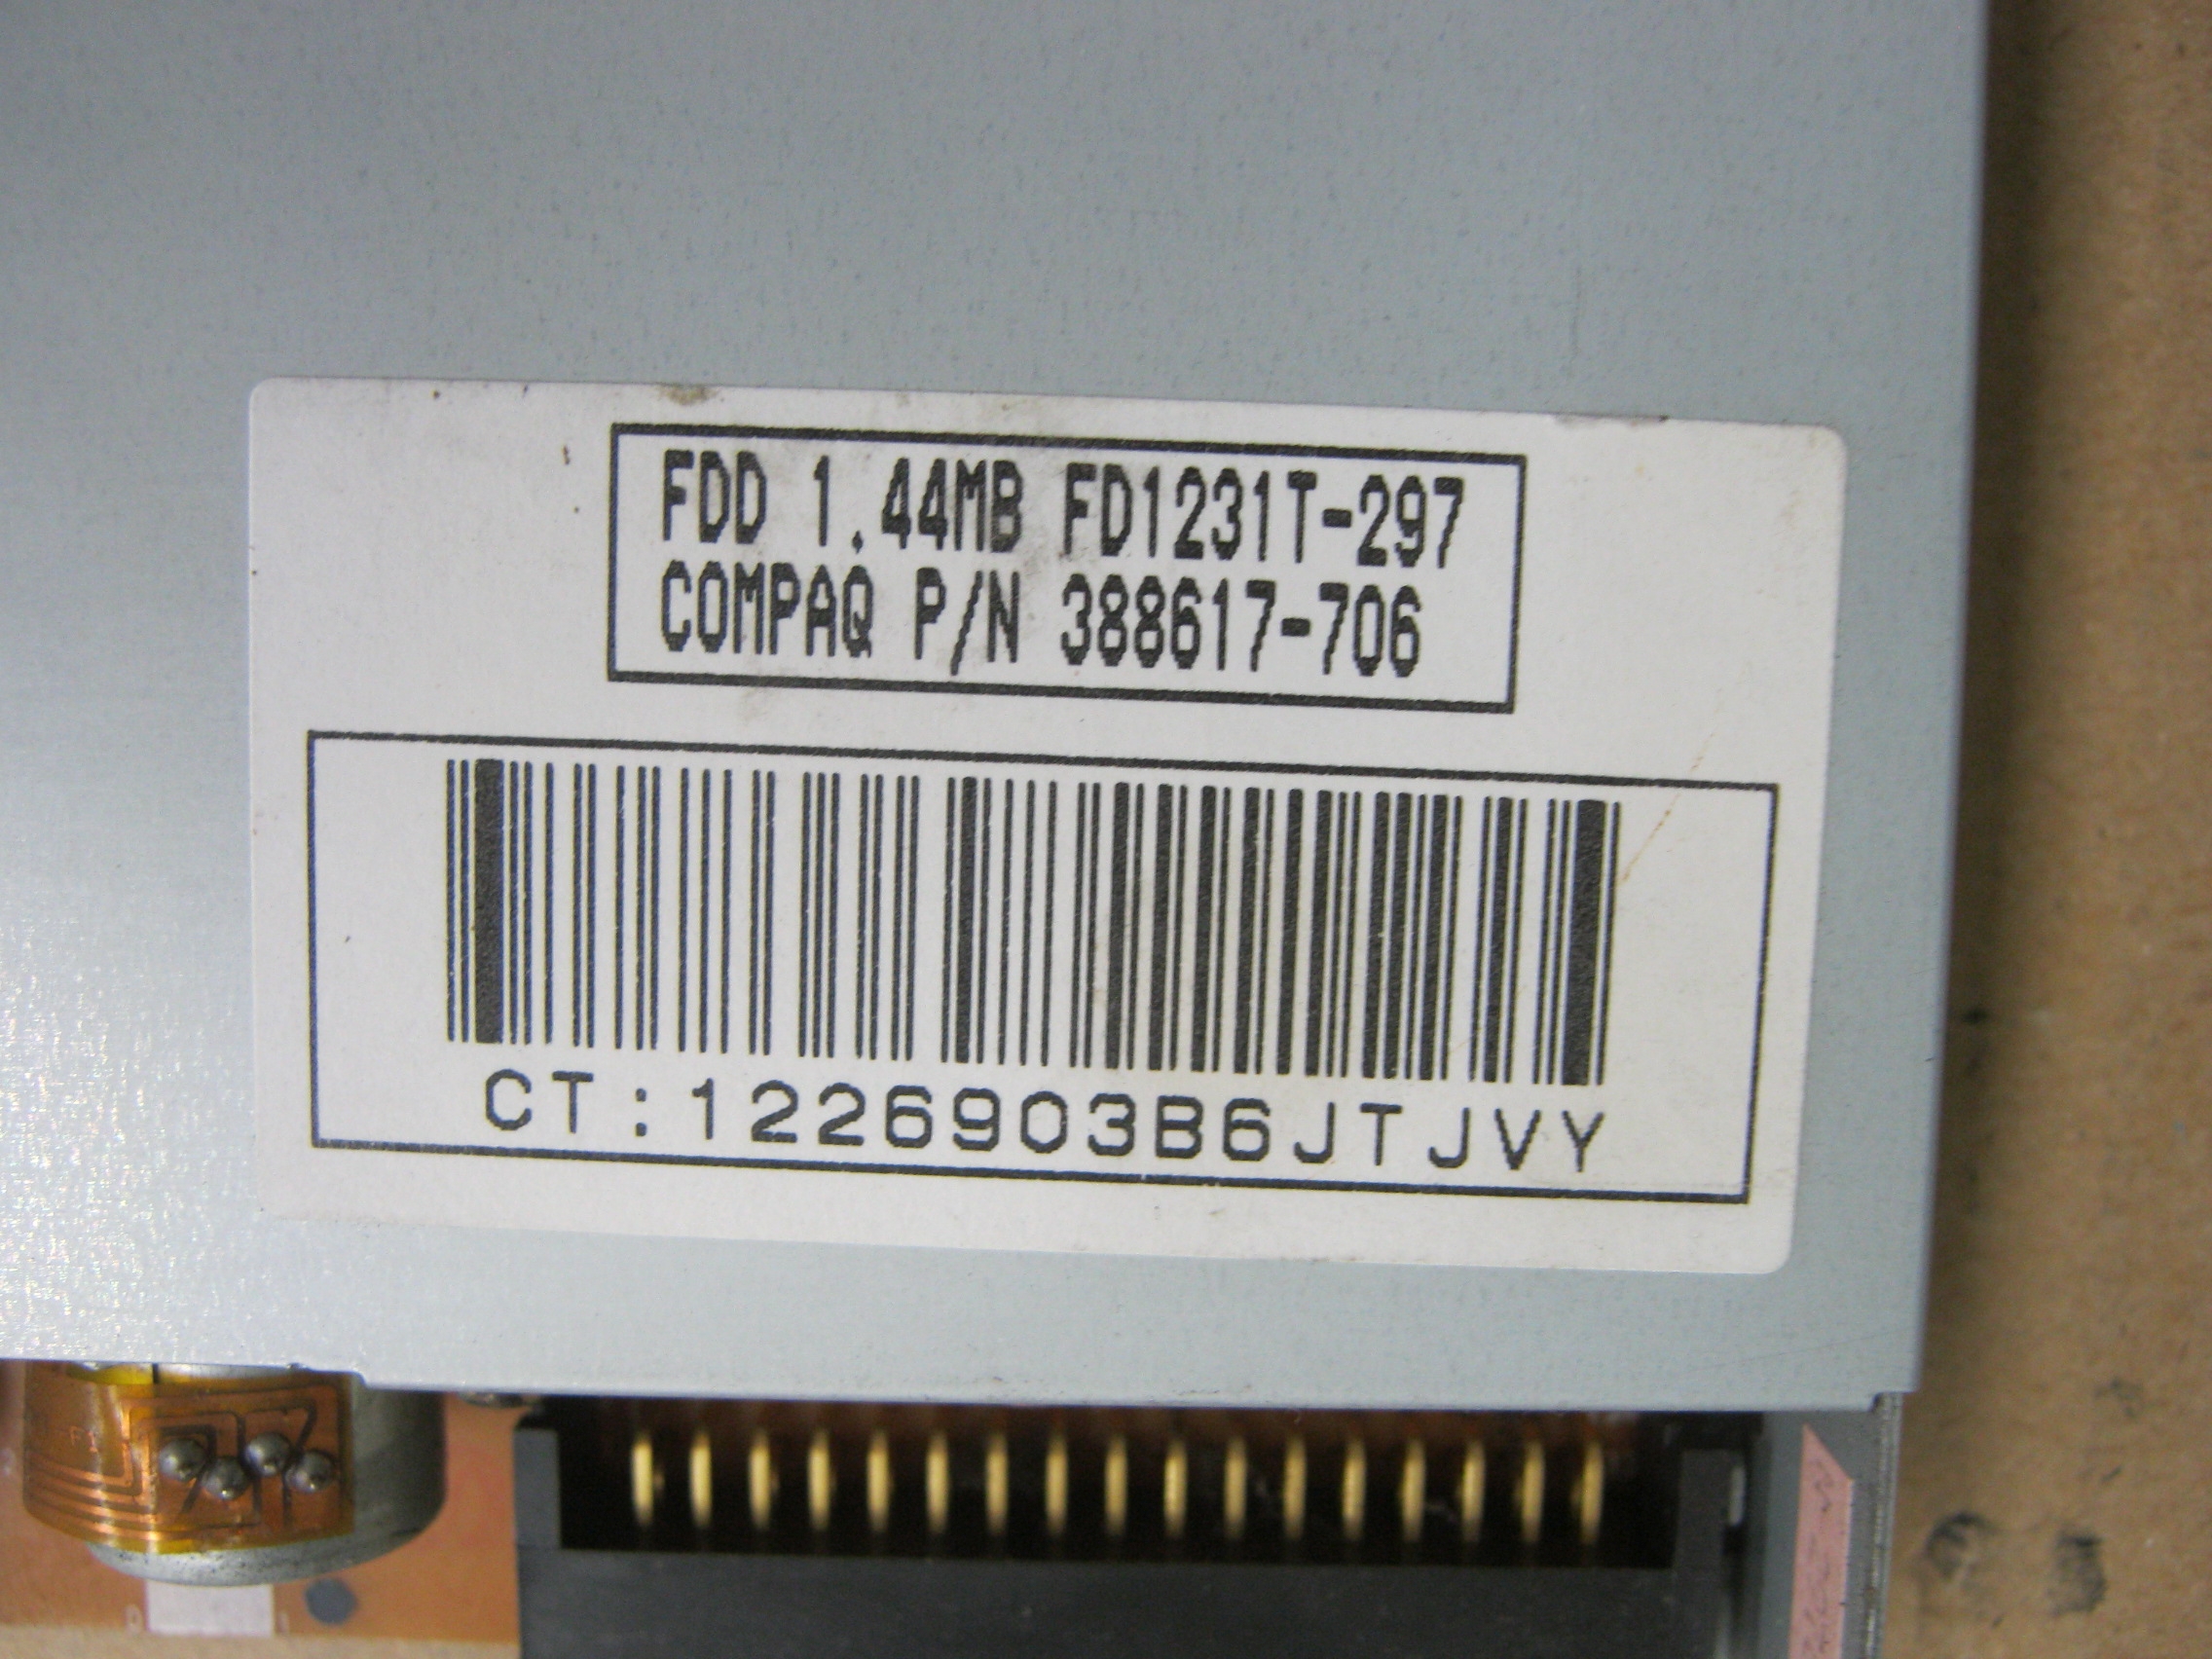 FDD 1.44MB FD1231T-297
COMPAQ P/N 388617-706
CT:1226903B6JTJVY